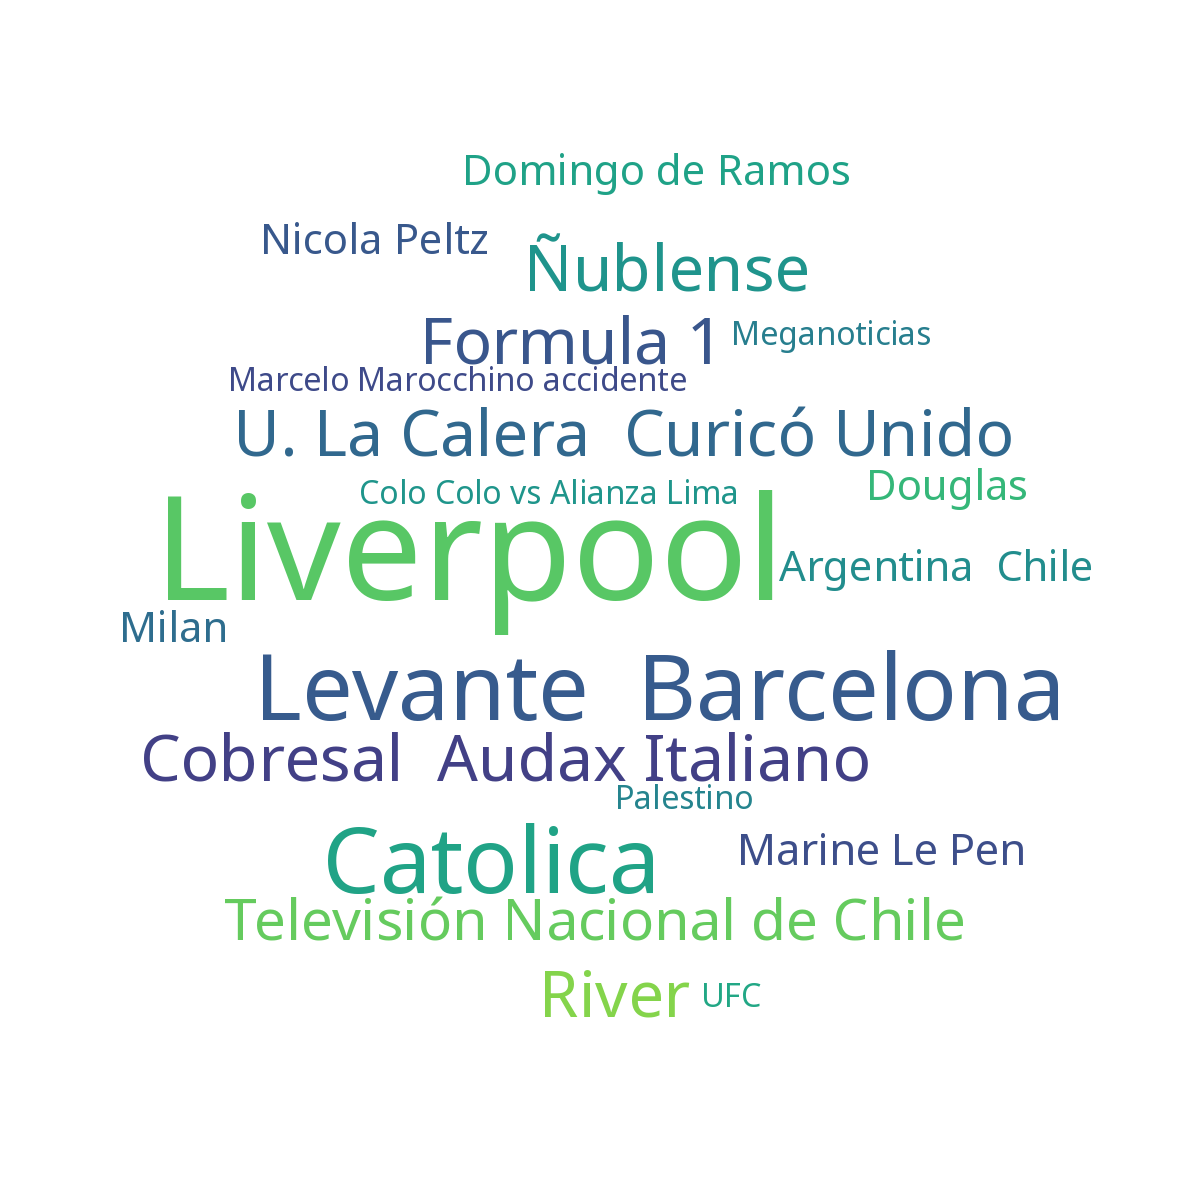 Domingo de Ramos
Nicola Peltz
Ñublense
Formula 1
Meganoticias
Marcelo Marocchino accidente
U. La Calera  Curicó Unido
Colo Colo vs Alianza Lima
Douglas
Liverpool
Argentina  Chile
Milan
Levante  Barcelona
Cobresal  Audax Italiano
Palestino
Catolica
Marine Le Pen
Televisión Nacional de Chile
River
UFC